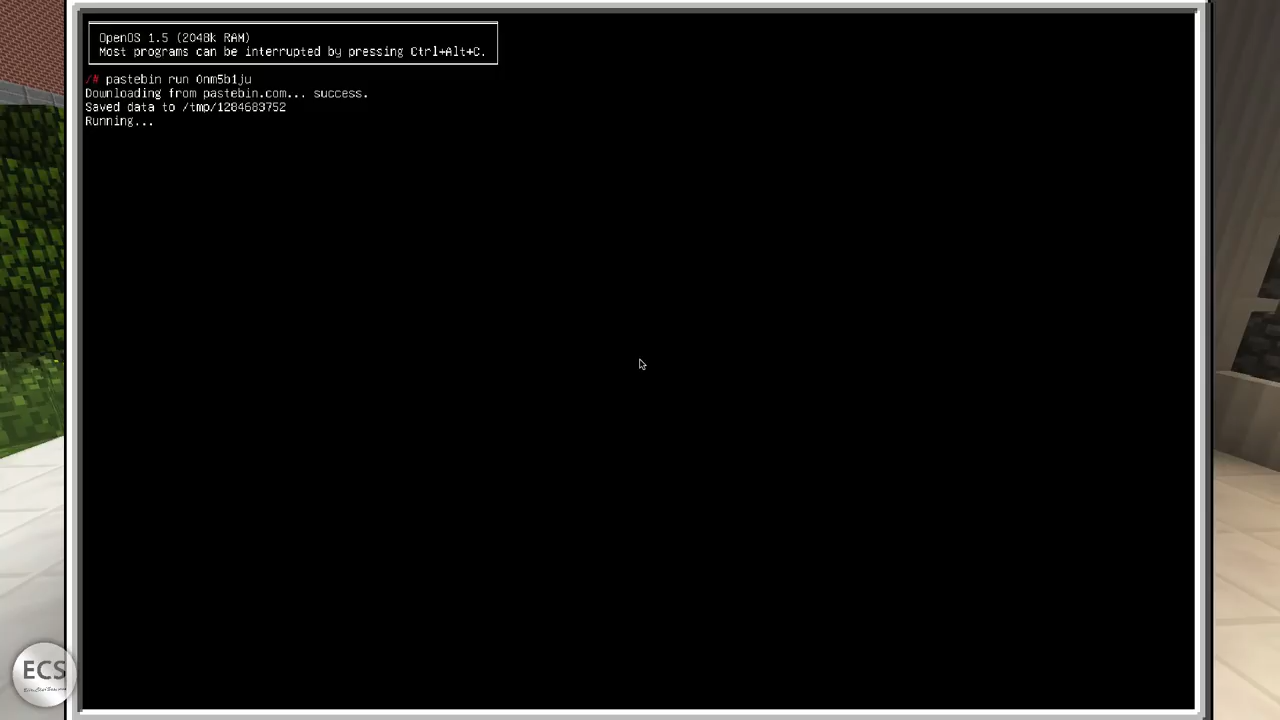 OpenOS 1.5 (2048k RAM)
Most programs can be interrupted by pressing Ctrl+Alt+C.
/# pastebin run 0nm5b1ju
Downloading from pastebin.com... success.
Saved data to /tmp/1284683752
Running...
ECS